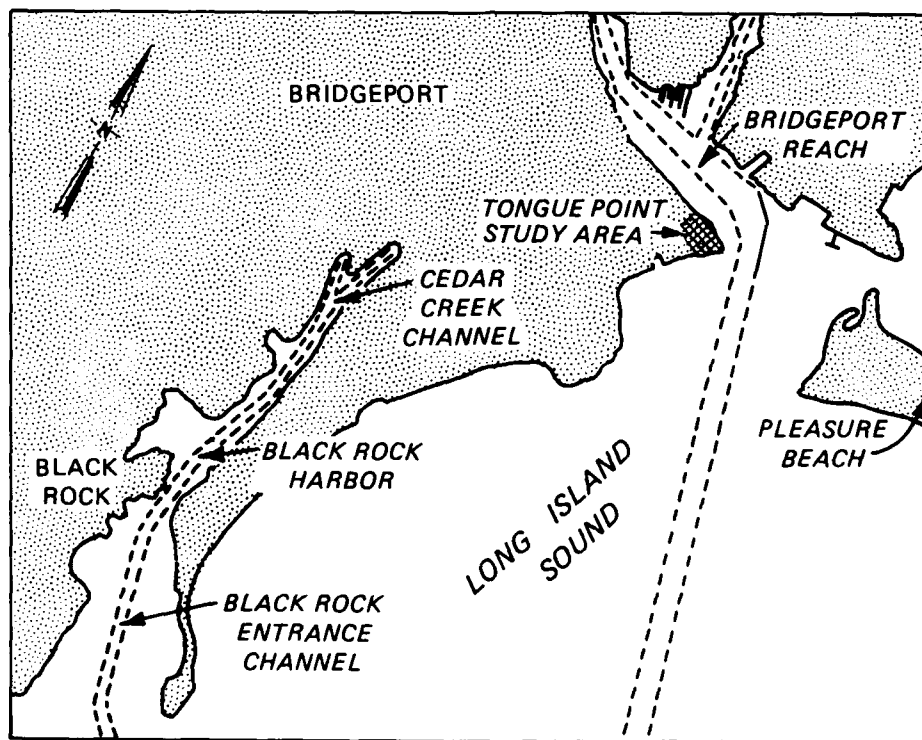 BRIDGEPORT
BRIDGEPORT
REACH
TONGUE POINT
STUDY AREA
CEDAR
CREEK
CHANNEL
BLACK
ROCK
BLACK ROCK
HARBOR
PLEASURE
BEACH
LONG ISLAND
SOUND
BLACK ROCK
ENTRANCE
CHANNEL